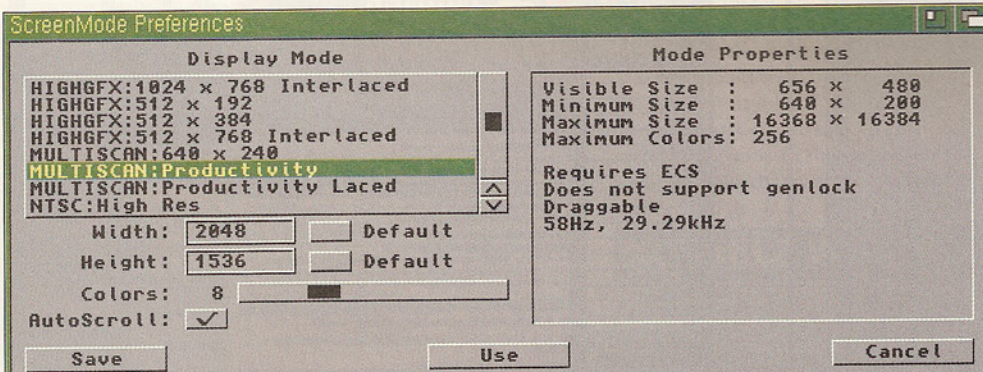 ScreenMode Preferences
Display Mode
HIGHGFX:1024 x 768 Interlaced
HIGHGFX:512 x 192
HIGHGFX:512 x 384
HIGHGFX:512 x 768 Interlaced
MULTISCAN:640 x 240
MULTISCAN:Productivity
MULTISCAN:Productivity Laced
NTSC:High Res
Width: 2048 Default
Height: 1536 Default
Colors: 8
AutoScroll:
Mode Properties
Visible Size : 656 x 480
Minimum Size : 640 x 200
Maximum Size : 16368 x 16384
Maximum Colors: 256
Requires ECS
Does not support genlock
Draggable
58Hz, 29.29kHz
Save
Use
Cancel